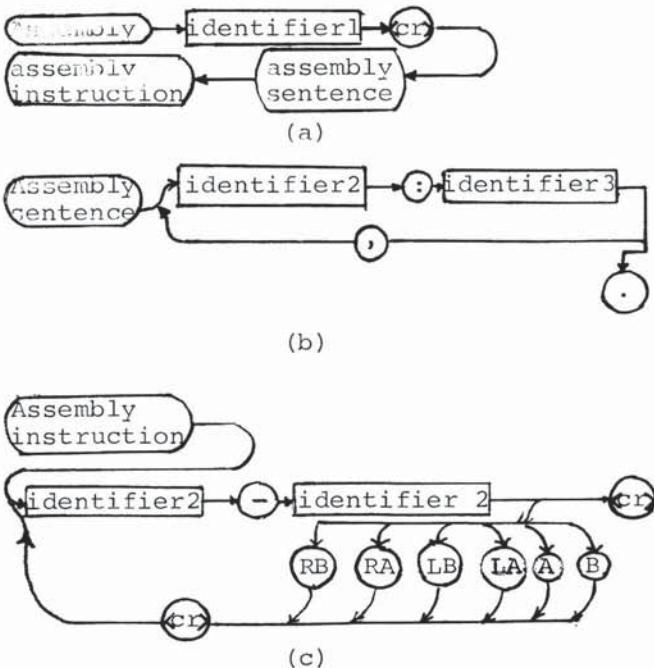 Assembly identifier1 cr
assembly instruction assembly sentence
(a)
Assembly sentence identifier2 : identifier3
,
.
(b)
Assembly
instruction
identifier2 - identifier 2 cr
RB RA LB LA A B
cr
(c)